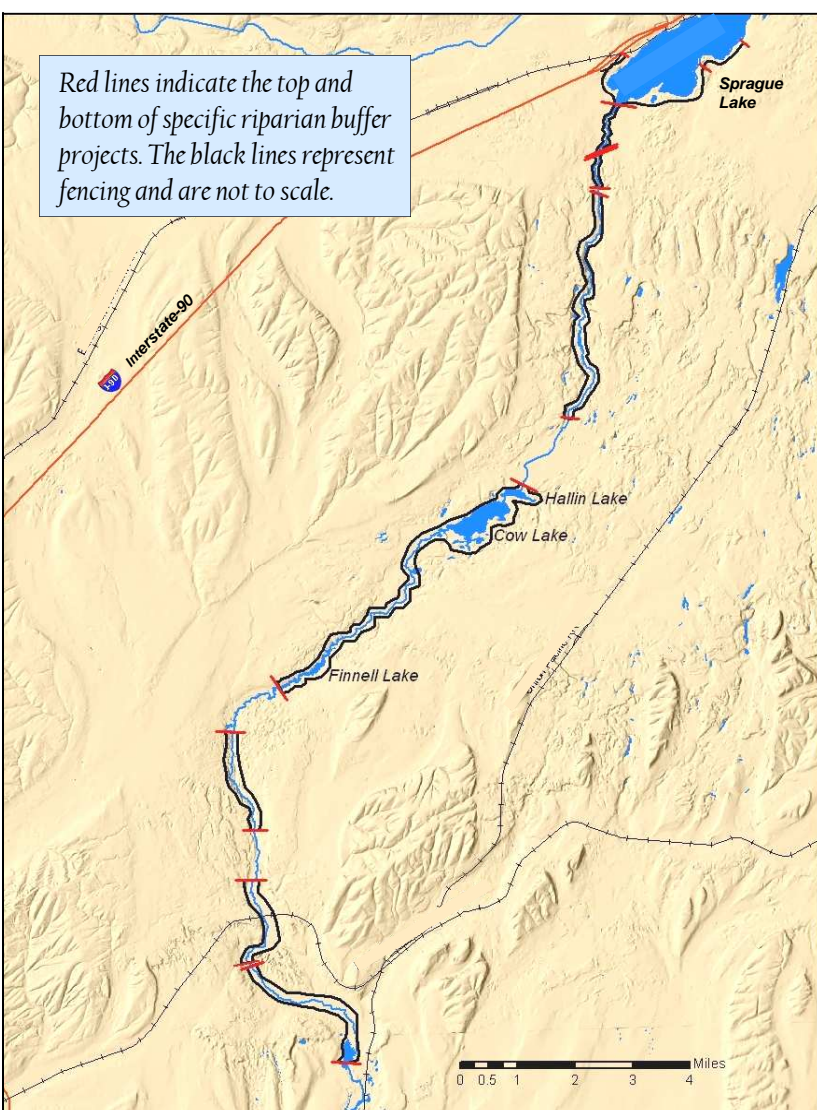 Red lines indicate the top and
bottom of specific riparian buffer
projects. The black lines represent
fencing and are not to scale.
Sprague
Lake
Interstate-90
I-90
Hallin Lake
Cow Lake
Finnell Lake
Miles
0 0.5 1 2 3 4